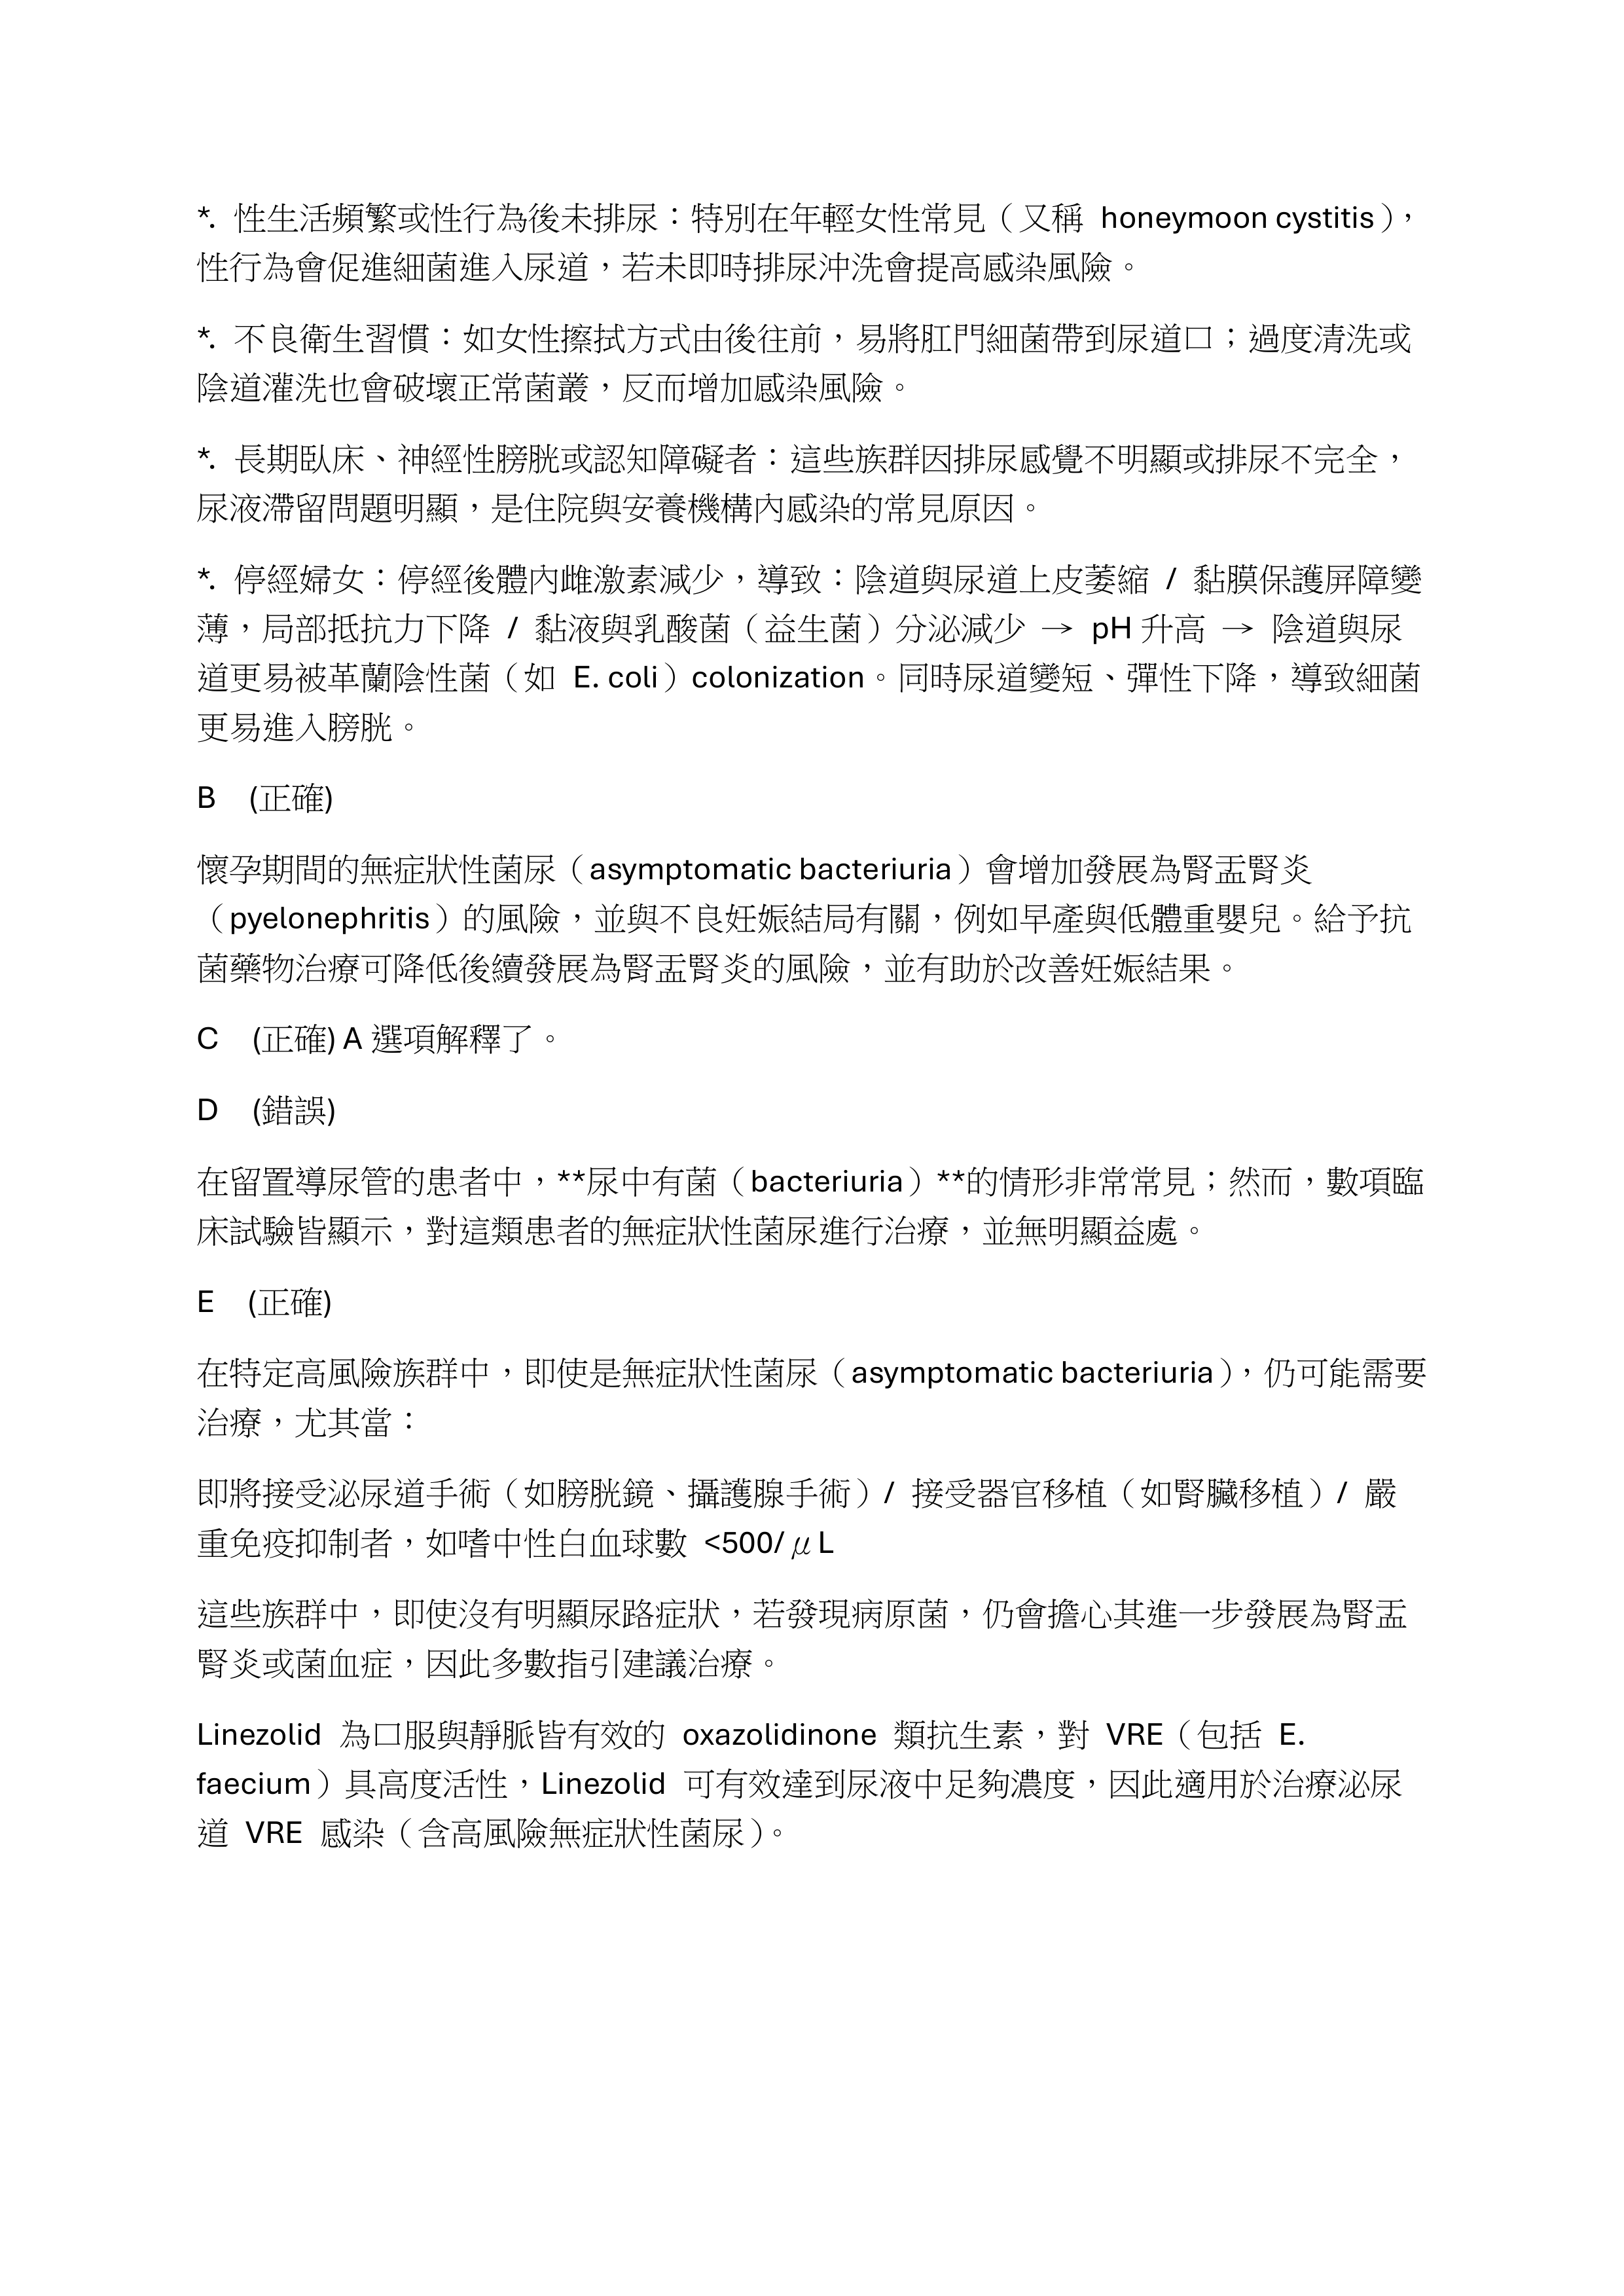 *. 性生活頻繁或性行為後未排尿：特別在年輕女性常見（又稱 honeymoon cystitis），
性行為會促進細菌進入尿道，若未即時排尿沖洗會提高感染風險。
*. 不良衛生習慣：如女性擦拭方式由後往前，易將肛門細菌帶到尿道口；過度清洗或
陰道灌洗也會破壞正常菌叢，反而增加感染風險。
*. 長期臥床、神經性膀胱或認知障礙者：這些族群因排尿感覺不明顯或排尿不完全，
尿液滯留問題明顯，是住院與安養機構內感染的常見原因。
*. 停經婦女：停經後體內雌激素減少，導致：陰道與尿道上皮萎縮 / 黏膜保護屏障變
薄，局部抵抗力下降 / 黏液與乳酸菌（益生菌）分泌減少 → pH 升高 → 陰道與尿
道更易被革蘭陰性菌（如 E. coli）colonization。同時尿道變短、彈性下降，導致細菌
更易進入膀胱。
B (正確)
懷孕期間的無症狀性菌尿（asymptomatic bacteriuria）會增加發展為腎盂腎炎
（pyelonephritis）的風險，並與不良妊娠結局有關，例如早產與低體重嬰兒。給予抗
菌藥物治療可降低後續發展為腎盂腎炎的風險，並有助於改善妊娠結果。
C (正確) A 選項解釋了。
D (錯誤)
在留置導尿管的患者中，**尿中有菌（bacteriuria）**的情形非常常見；然而，數項臨
床試驗皆顯示，對這類患者的無症狀性菌尿進行治療，並無明顯益處。
E (正確)
在特定高風險族群中，即使是無症狀性菌尿（asymptomatic bacteriuria），仍可能需要
治療，尤其當：
即將接受泌尿道手術（如膀胱鏡、攝護腺手術）/ 接受器官移植（如腎臟移植）/ 嚴
重免疫抑制者，如嗜中性白血球數 <500/μL
這些族群中，即使沒有明顯尿路症狀，若發現病原菌，仍會擔心其進一步發展為腎盂
腎炎或菌血症，因此多數指引建議治療。
Linezolid 為口服與靜脈皆有效的 oxazolidinone 類抗生素，對 VRE（包括 E.
faecium）具高度活性，Linezolid 可有效達到尿液中足夠濃度，因此適用於治療泌尿
道 VRE 感染（含高風險無症狀性菌尿）。